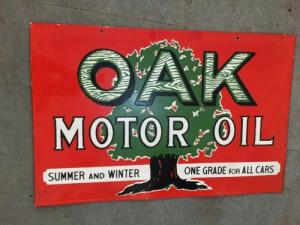 OAK
MOTOR OIL
SUMMER AND WINTER ONE GRADE FOR ALL CARS